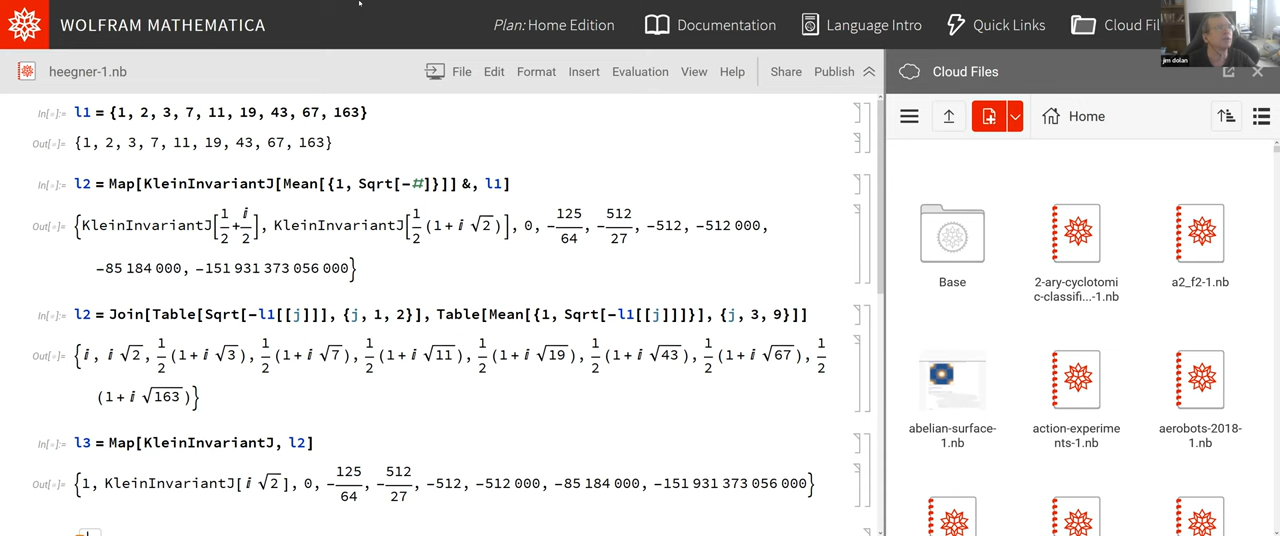 WOLFRAM MATHEMATICA
Plan: Home Edition
Documentation
Language Intro
Quick Links
Cloud Fil
jim dolan
heegner-1.nb
File Edit Format Insert Evaluation View Help
Share Publish
Cloud Files
Home
In[◦]:= l1 = {1, 2, 3, 7, 11, 19, 43, 67, 163}
Out[◦]= {1, 2, 3, 7, 11, 19, 43, 67, 163}
In[◦]:= l2 = Map[KleinInvariantJ[Mean[{1, Sqrt[-#]}]] &, l1]
Out[◦]= {KleinInvariantJ[1/2+ⅈ/2], KleinInvariantJ[1/2 (1+ⅈ √2)], 0, -125/64, -512/27, -512, -512 000,
-85 184 000, -151 931 373 056 000}
In[◦]:= l2 = Join[Table[Sqrt[-l1[[j]]], {j, 1, 2}], Table[Mean[{1, Sqrt[-l1[[j]]]}], {j, 3, 9}]]
Out[◦]= {ⅈ, ⅈ √2, 1/2 (1+ⅈ √3), 1/2 (1+ⅈ √7), 1/2 (1+ⅈ √11), 1/2 (1+ⅈ √19), 1/2 (1+ⅈ √43), 1/2 (1+ⅈ √67), 1/2
(1+ⅈ √163)}
In[◦]:= l3 = Map[KleinInvariantJ, l2]
Out[◦]= {1, KleinInvariantJ[ⅈ √2], 0, -125/64, -512/27, -512, -512 000, -85 184 000, -151 931 373 056 000}
Base
2-ary-cyclotomi
c-classifi...-1.nb
a2_f2-1.nb
abelian-surface-
1.nb
action-experime
nts-1.nb
aerobots-2018-
1.nb